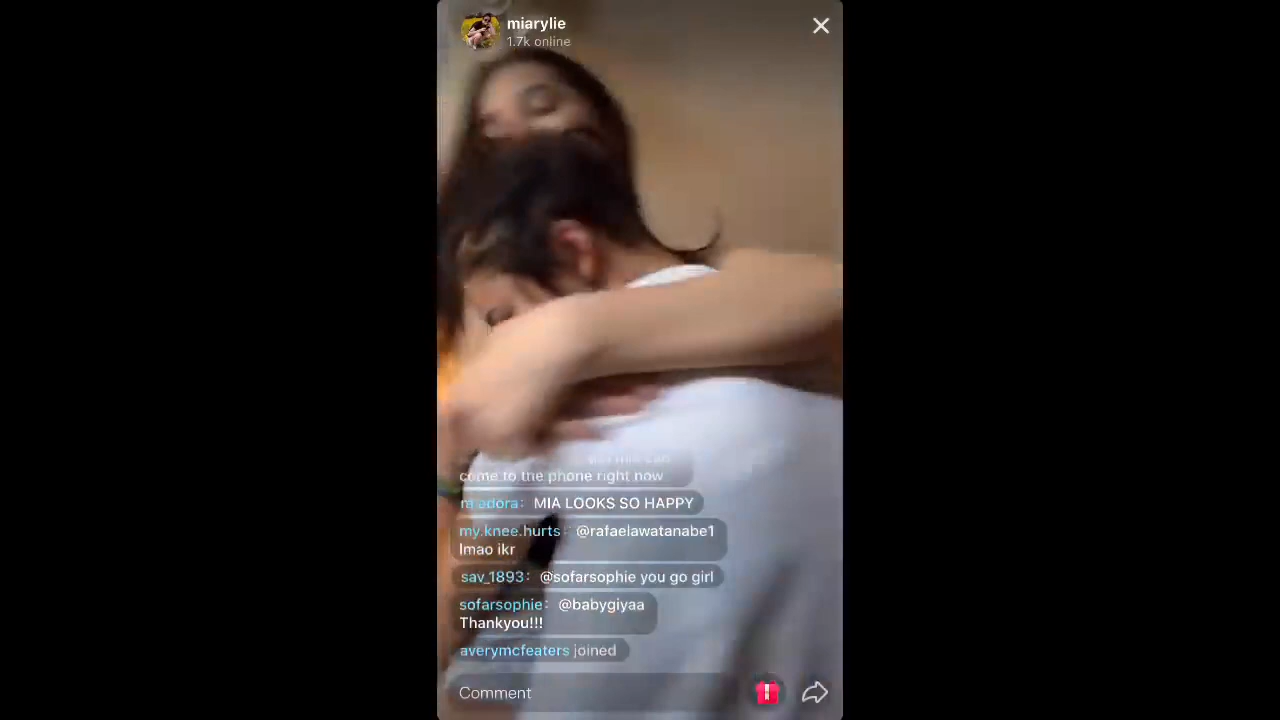 miarylie
1.7k online
come to the phone right now
m edora: MIA LOOKS SO HAPPY
my.knee.hurts: @rafaelawatanabe1
lmao ikr
sav_1893: @sofarsophie you go girl
sofarsophie: @babygiyaa
Thankyou!!!
averymcfeaters joined
Comment